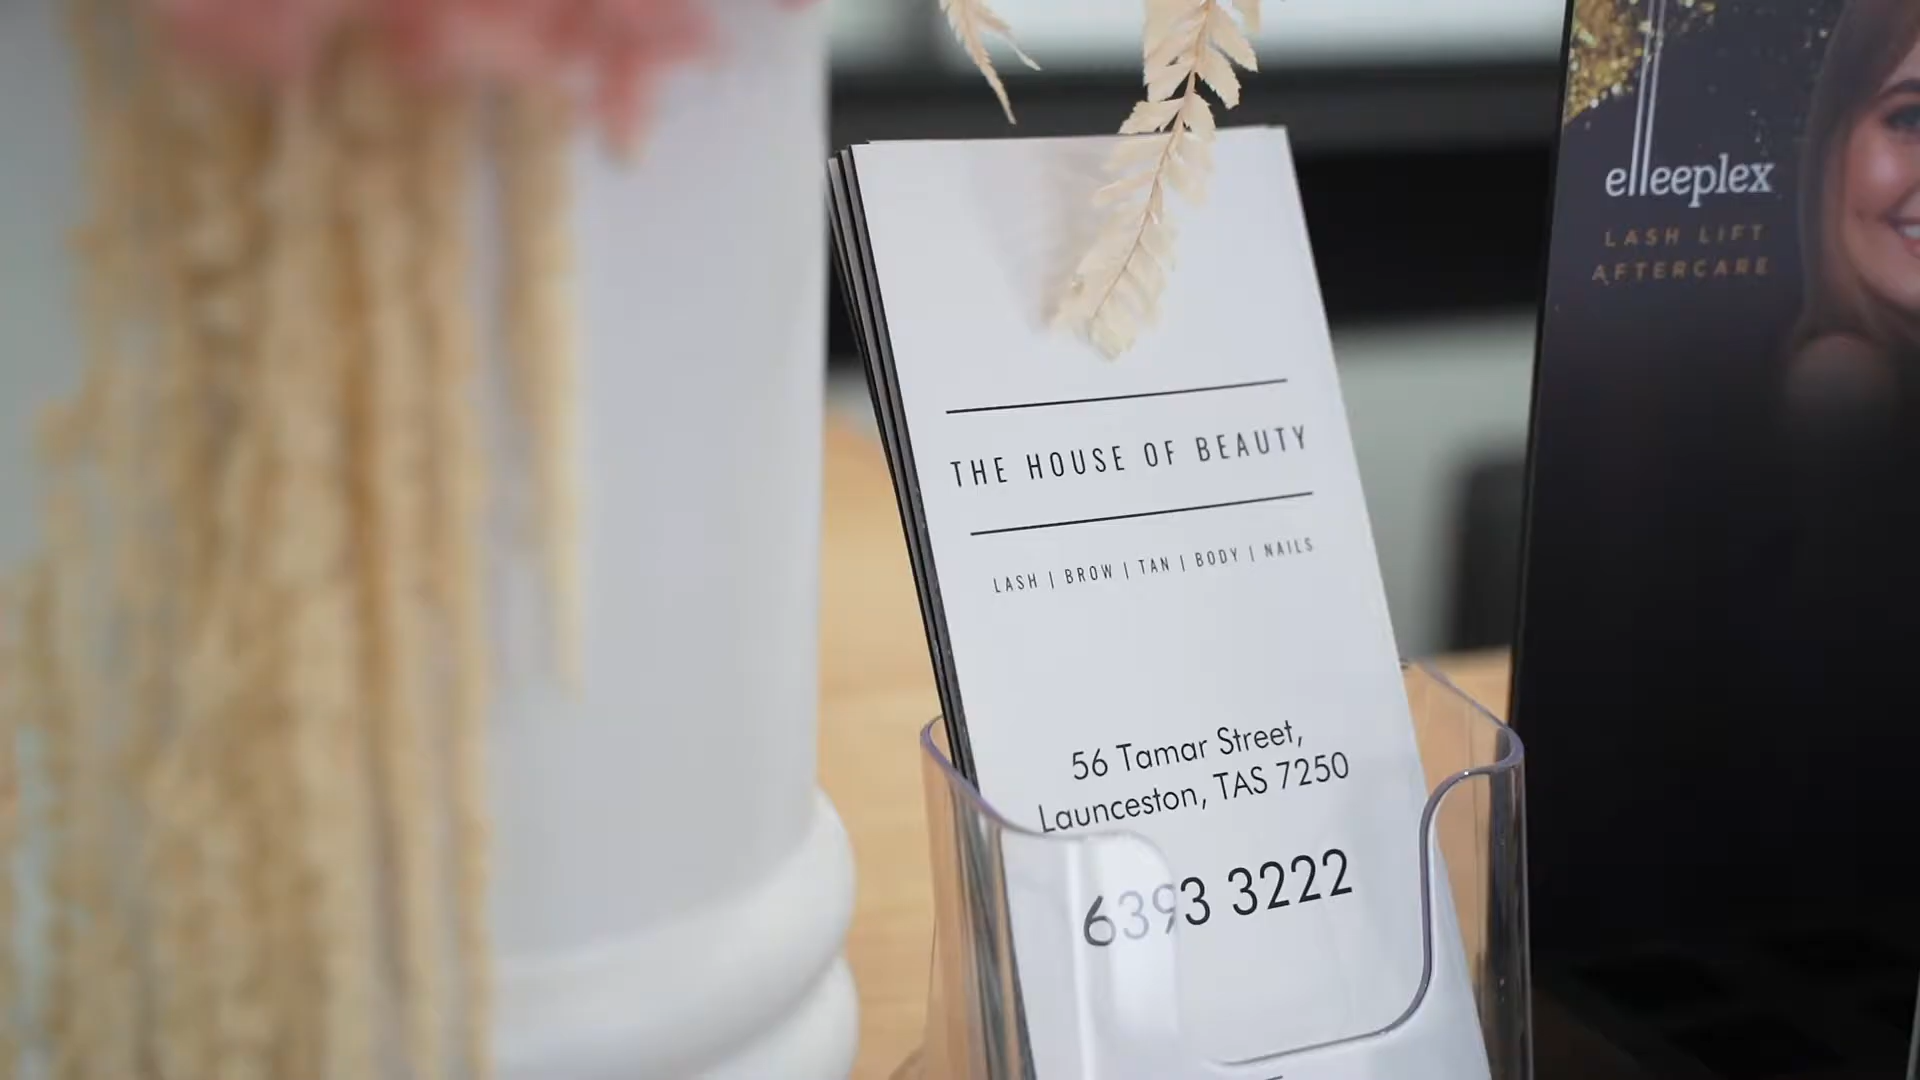 THE HOUSE OF BEAUTY
LASH | BROW | TAN | BODY | NAILS
56 Tamar Street,
Launceston, TAS 7250
6393 3222
elleeplex
LASH LIFT
AFTERCARE